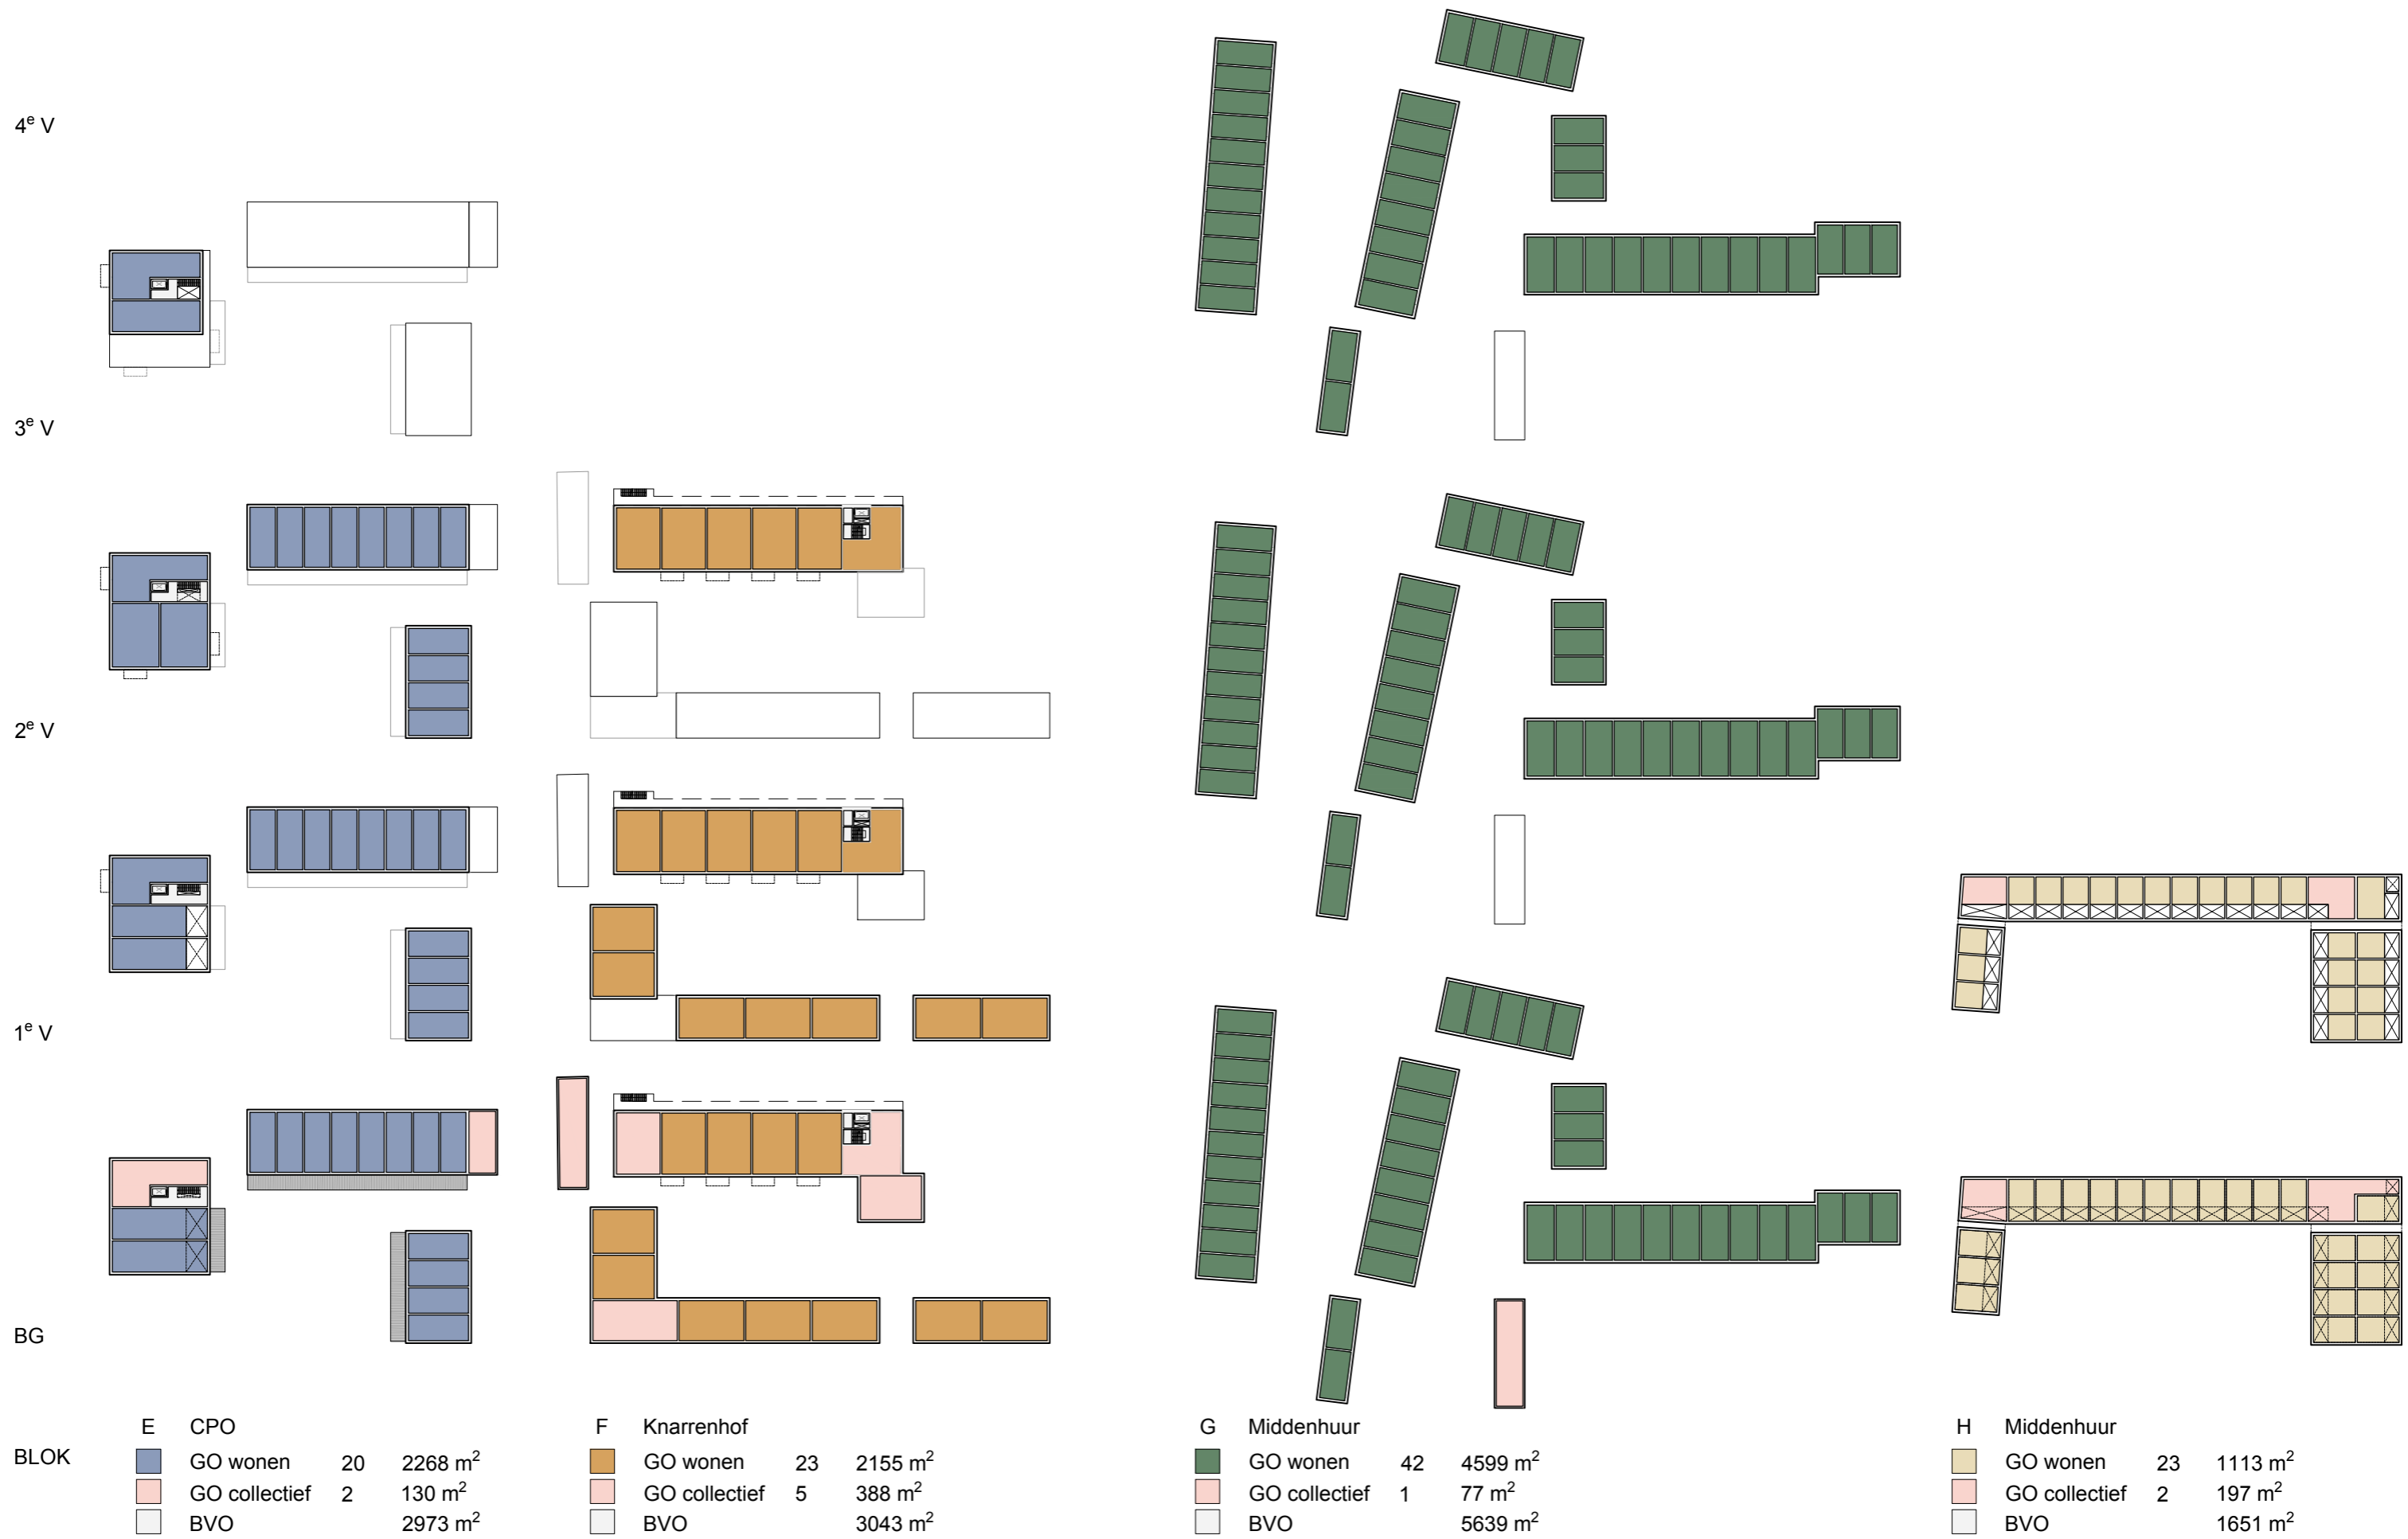 4e V
3e V
2e V
1e V
BG
BLOK
E CPO
GO wonen 20 2268 m2
GO collectief 2 130 m2
BVO 2973 m2
F Knarrenhof
GO wonen 23 2155 m2
GO collectief 5 388 m2
BVO 3043 m2
G Middenhuur
GO wonen 42 4599 m2
GO collectief 1 77 m2
BVO 5639 m2
H Middenhuur
GO wonen 23 1113 m2
GO collectief 2 197 m2
BVO 1651 m2